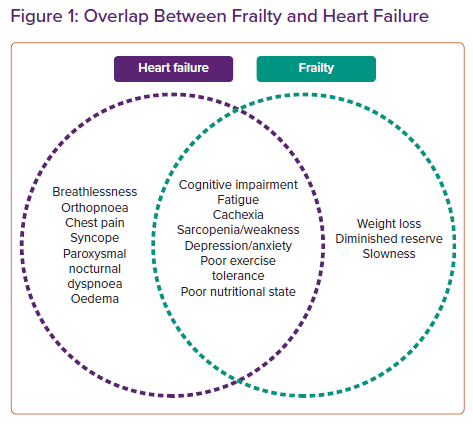 Figure 1: Overlap Between Frailty and Heart Failure
Heart failure
Frailty
Breathlessness
Orthopnoea
Chest pain
Syncope
Paroxysmal
nocturnal
dyspnoea
Oedema
Cognitive impairment
Fatigue
Cachexia
Sarcopenia/weakness
Depression/anxiety
Poor exercise
tolerance
Poor nutritional state
Weight loss
Diminished reserve
Slowness